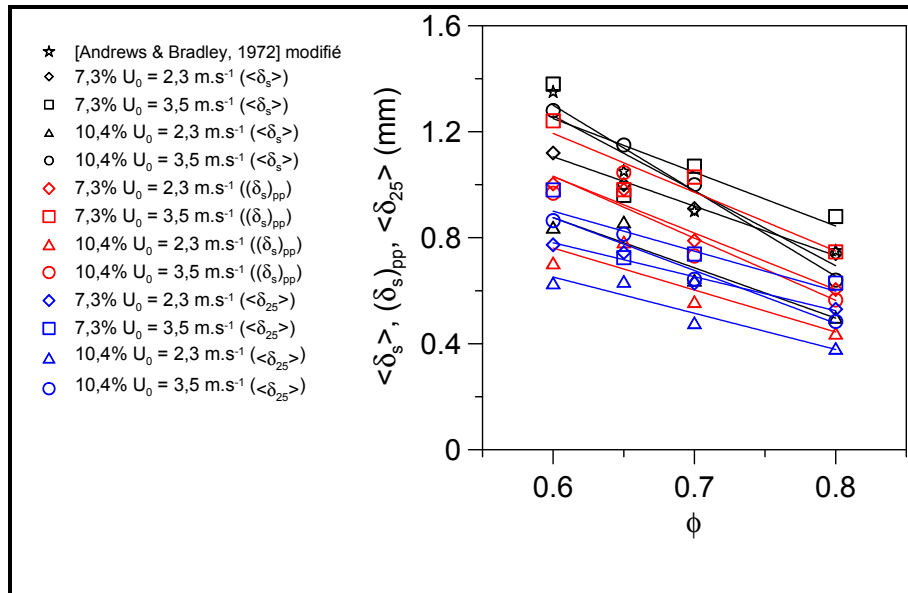 [Andrews & Bradley, 1972] modifié
7,3% U₀ = 2,3 m.s⁻¹ (<δₛ>)
7,3% U₀ = 3,5 m.s⁻¹ (<δₛ>)
10,4% U₀ = 2,3 m.s⁻¹ (<δₛ>)
10,4% U₀ = 3,5 m.s⁻¹ (<δₛ>)
7,3% U₀ = 2,3 m.s⁻¹ ((δₛ)ₚₚ)
7,3% U₀ = 3,5 m.s⁻¹ ((δₛ)ₚₚ)
10,4% U₀ = 2,3 m.s⁻¹ ((δₛ)ₚₚ)
10,4% U₀ = 3,5 m.s⁻¹ ((δₛ)ₚₚ)
7,3% U₀ = 2,3 m.s⁻¹ (<δ₂₅>)
7,3% U₀ = 3,5 m.s⁻¹ (<δ₂₅>)
10,4% U₀ = 2,3 m.s⁻¹ (<δ₂₅>)
10,4% U₀ = 3,5 m.s⁻¹ (<δ₂₅>)
<δₛ>, (δₛ)ₚₚ, <δ₂₅> (mm)
1.6
1.2
0.8
0.4
0
0.6 0.7 0.8
ϕ